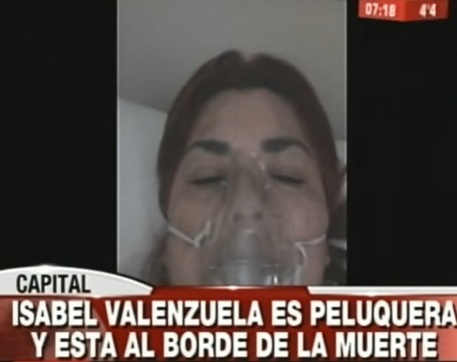 07:18 4'4
CAPITAL
ISABEL VALENZUELA ES PELUQUERA
Y ESTA AL BORDE DE LA MUERTE